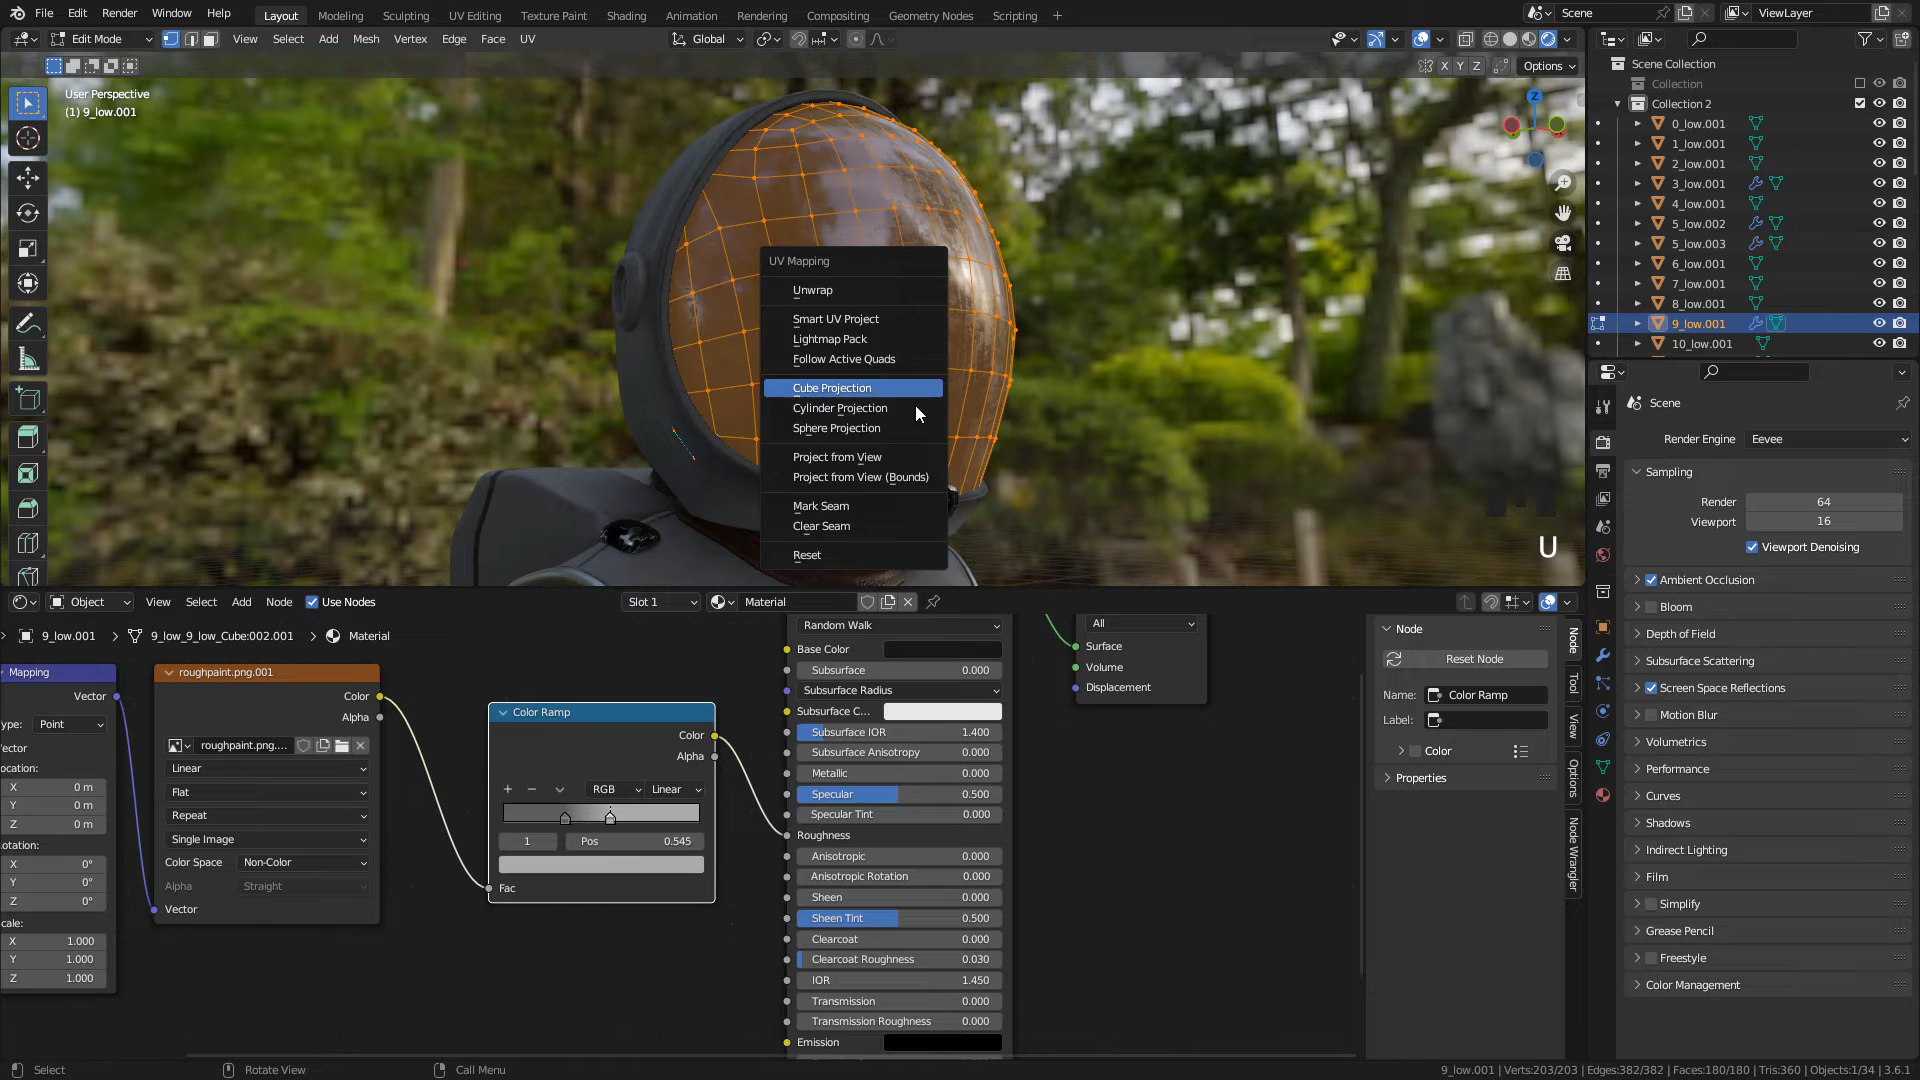 File Edit Render Window Help Layout Modeling Sculpting UV Editing Texture Paint Shading Animation Rendering Compositing Geometry Nodes Scripting + Scene ViewLayer
Edit Mode View Select Add Mesh Vertex Edge Face UV Global
X Y Z Options
User Perspective
(1) 9_low.001
Z
UV Mapping
Unwrap
Smart UV Project
Lightmap Pack
Follow Active Quads
Cube Projection
Cylinder Projection
Sphere Projection
Project from View
Project from View (Bounds)
Mark Seam
Clear Seam
Reset
U
Scene Collection
Collection
Collection 2
0_low.001
1_low.001
2_low.001
3_low.001
4_low.001
5_low.002
5_low.003
6_low.001
7_low.001
8_low.001
9_low.001
10_low.001
Scene
Render Engine Eevee
Sampling
Render 64
Viewport 16
Viewport Denoising
Ambient Occlusion
Bloom
Depth of Field
Subsurface Scattering
Screen Space Reflections
Motion Blur
Volumetrics
Performance
Curves
Shadows
Indirect Lighting
Film
Simplify
Grease Pencil
Freestyle
Color Management
Object View Select Add Node Use Nodes Slot 1 Material
9_low.001 9_low_9_low_Cube:002.001 Material
Mapping
Vector
ype: Point
Vector
ocation:
X 0 m
Y 0 m
Z 0 m
otation:
X 0°
Y 0°
Z 0°
cale:
X 1.000
Y 1.000
Z 1.000
roughpaint.png.001
Color
Alpha
roughpaint.png....
Linear
Flat
Repeat
Single Image
Color Space Non-Color
Alpha Straight
Vector
Color Ramp
Color
Alpha
+ − RGB Linear
1 Pos 0.545
Fac
Random Walk
Base Color
Subsurface 0.000
Subsurface Radius
Subsurface C...
Subsurface IOR 1.400
Subsurface Anisotropy 0.000
Metallic 0.000
Specular 0.500
Specular Tint 0.000
Roughness
Anisotropic 0.000
Anisotropic Rotation 0.000
Sheen 0.000
Sheen Tint 0.500
Clearcoat 0.000
Clearcoat Roughness 0.030
IOR 1.450
Transmission 0.000
Transmission Roughness 0.000
Emission
All
Surface
Volume
Displacement
Node
Reset Node
Name: Color Ramp
Label:
Color
Properties
Node
Tool
View
Options
Node Wrangler
Select Rotate View Call Menu
9_low.001 | Verts:203/203 | Edges:382/382 | Faces:180/180 | Tris:360 | Objects:1/34 | 3.6.1